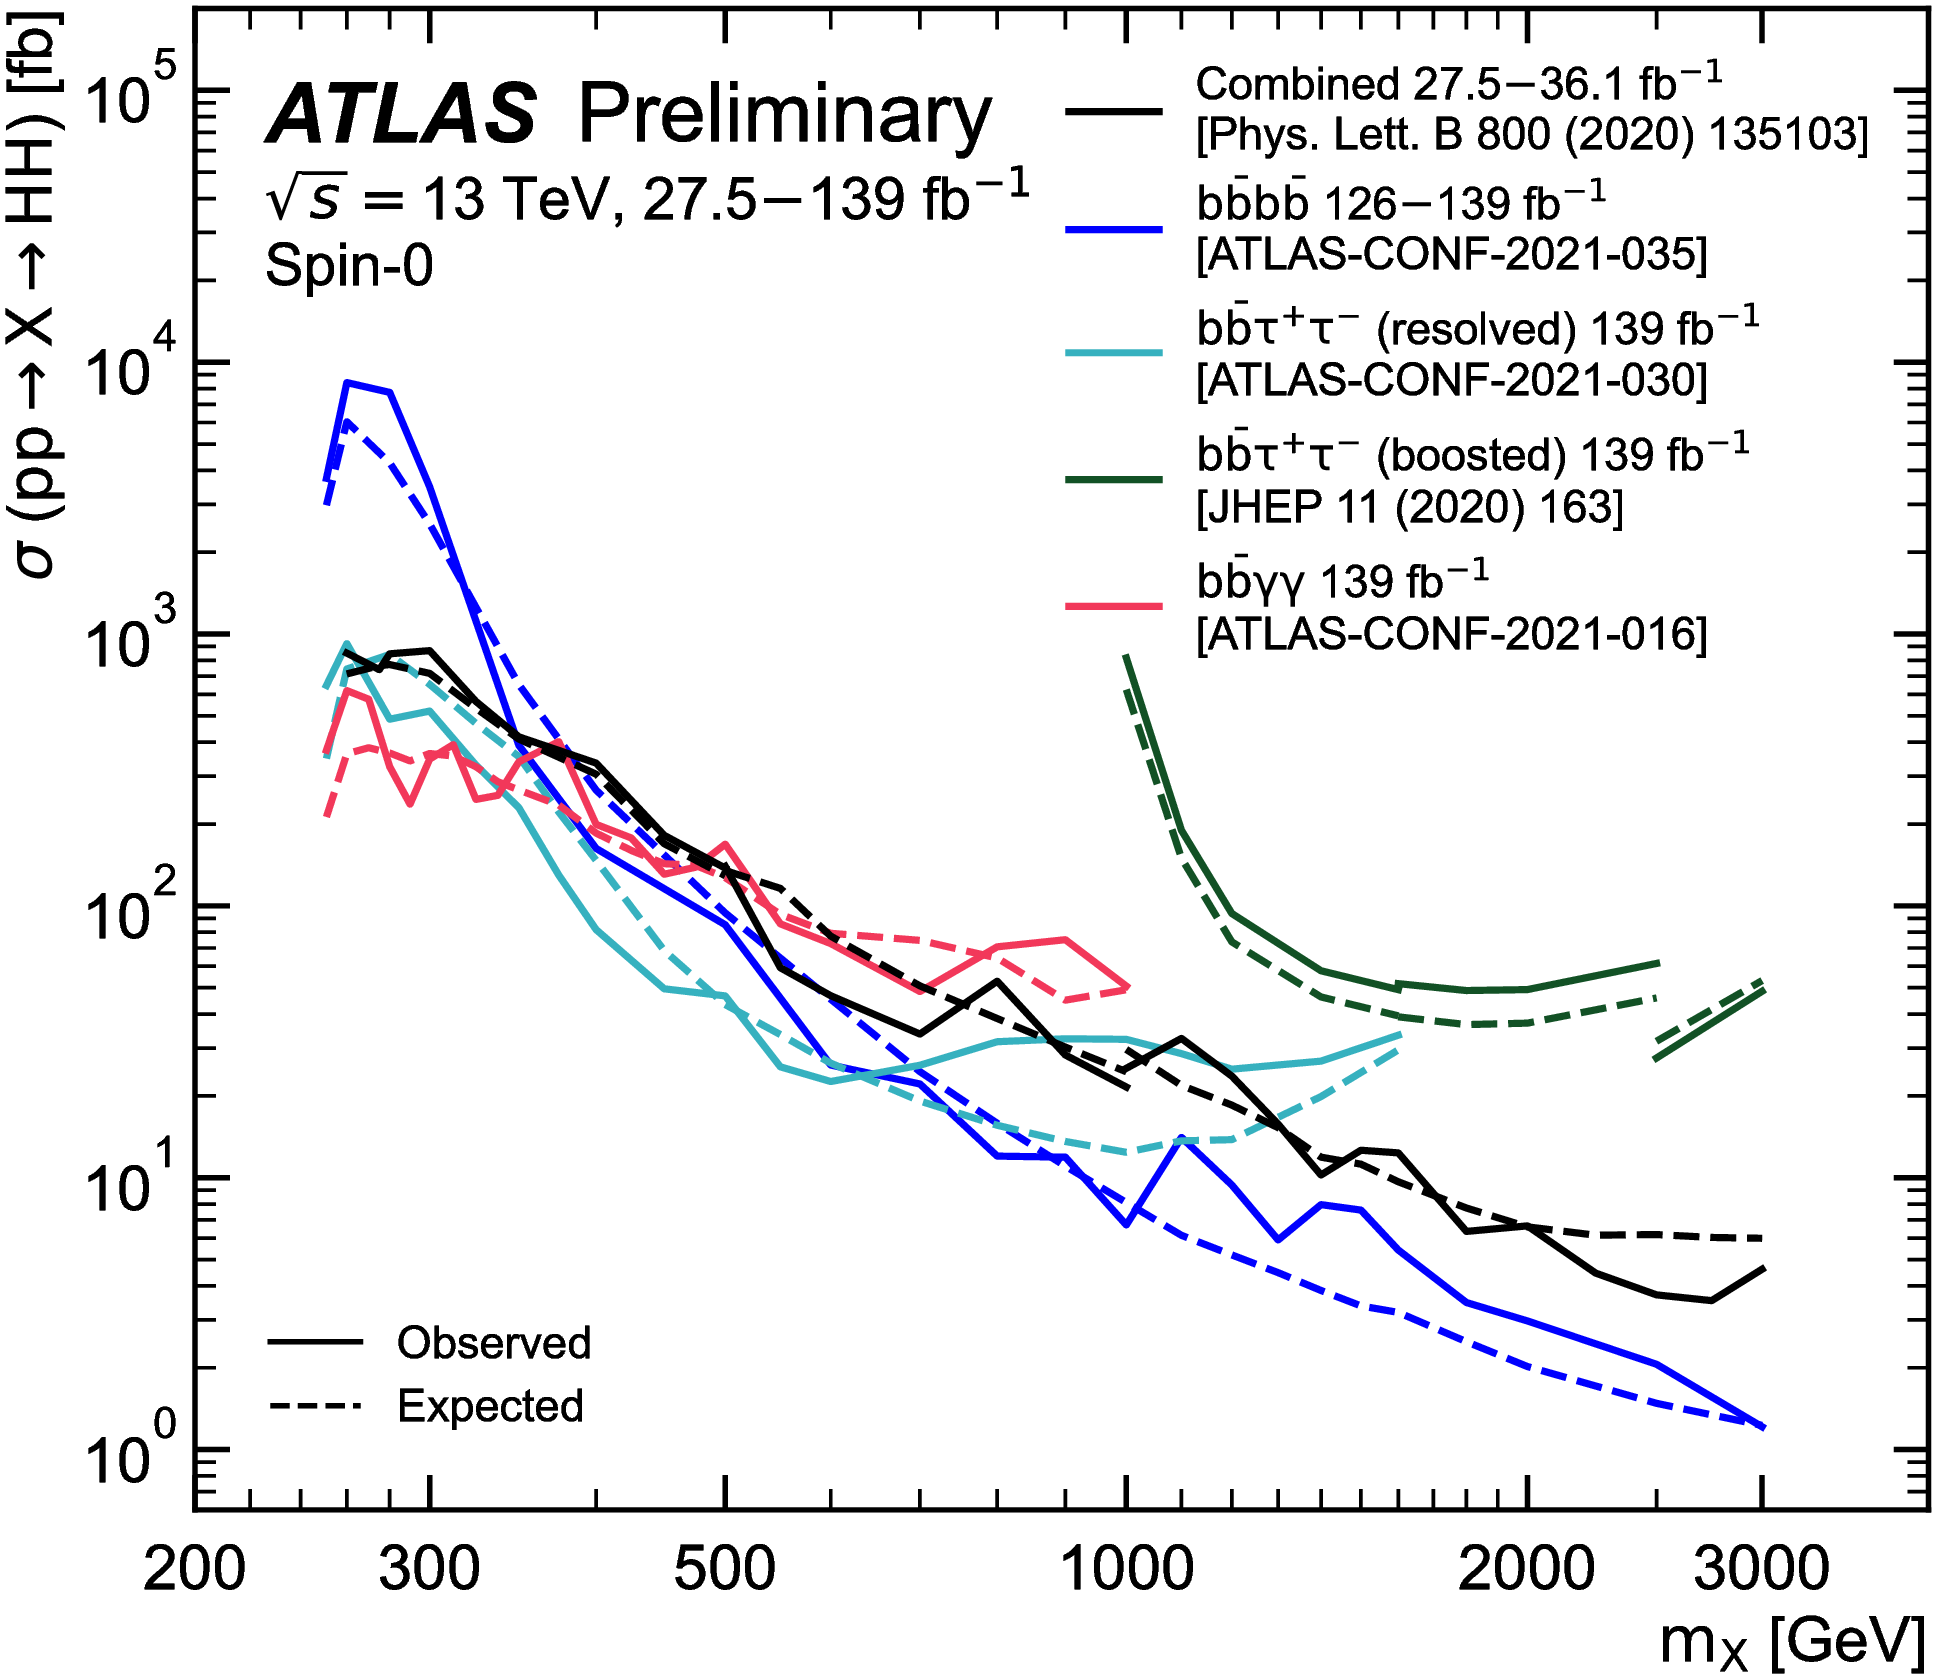 σ (pp → X → HH) [fb]
10⁵
10⁴
10³
10²
10¹
10⁰
ATLAS Preliminary
√s = 13 TeV, 27.5−139 fb⁻¹
Spin-0
Combined 27.5−36.1 fb⁻¹
[Phys. Lett. B 800 (2020) 135103]
bb̄bb̄ 126−139 fb⁻¹
[ATLAS-CONF-2021-035]
bb̄τ⁺τ⁻ (resolved) 139 fb⁻¹
[ATLAS-CONF-2021-030]
bb̄τ⁺τ⁻ (boosted) 139 fb⁻¹
[JHEP 11 (2020) 163]
bb̄γγ 139 fb⁻¹
[ATLAS-CONF-2021-016]
Observed
Expected
200 300 500 1000 2000 3000
m_X [GeV]